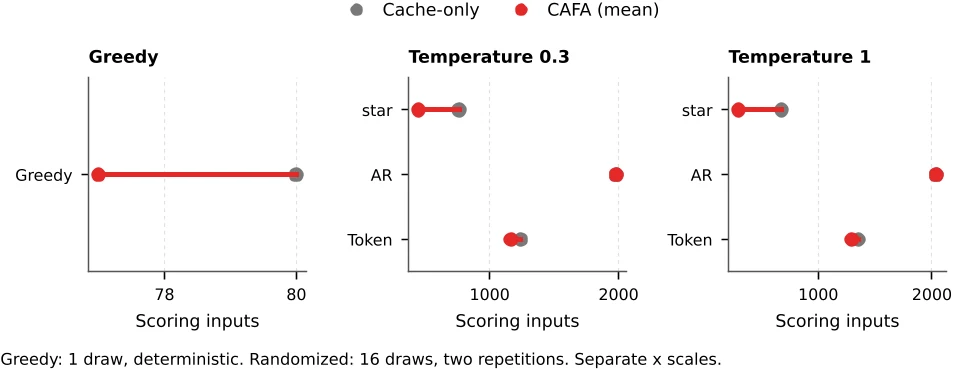 Cache-only CAFA (mean)
Greedy
Greedy
78 80
Scoring inputs
Temperature 0.3
star
AR
Token
1000 2000
Scoring inputs
Temperature 1
star
AR
Token
1000 2000
Scoring inputs
Greedy: 1 draw, deterministic. Randomized: 16 draws, two repetitions. Separate x scales.